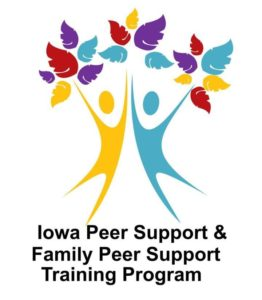 Iowa Peer Support &
Family Peer Support
Training Program